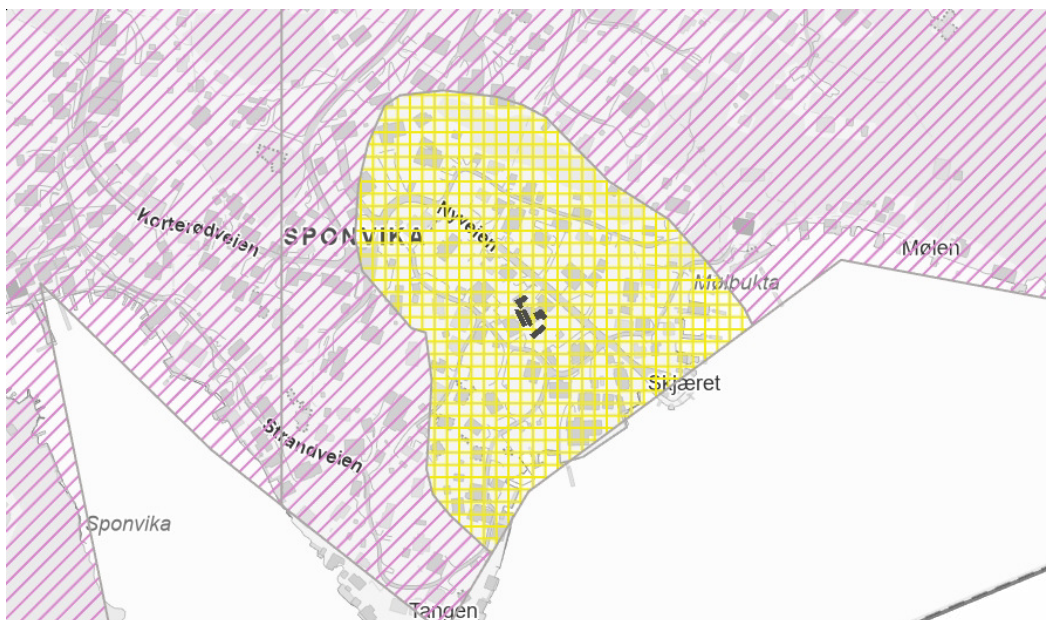 Korterødveien
SPONVIKA
Nyveien
Mølen
Mølbukta
Skjæret
Strandveien
Sponvika
Tangen